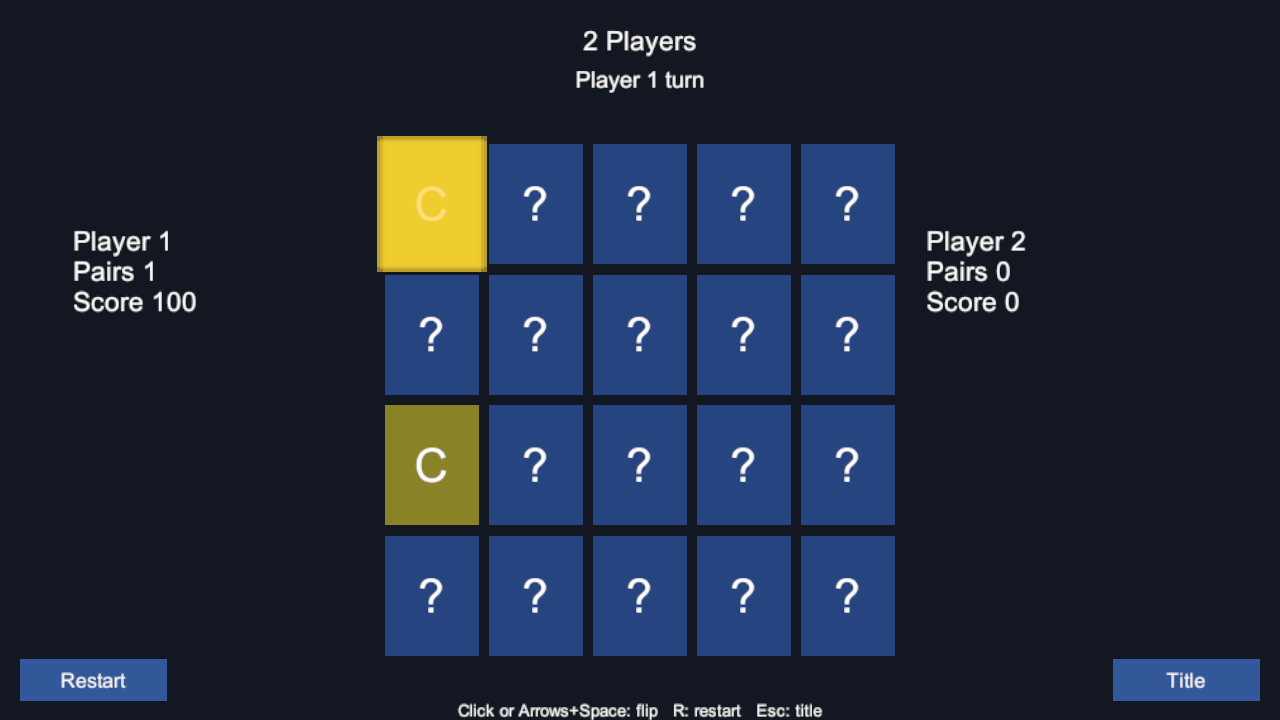 2 Players
Player 1 turn
Player 1
Pairs 1
Score 100
C ? ? ? ?
? ? ? ? ?
C ? ? ? ?
? ? ? ? ?
Player 2
Pairs 0
Score 0
Restart
Title
Click or Arrows+Space: flip R: restart Esc: title